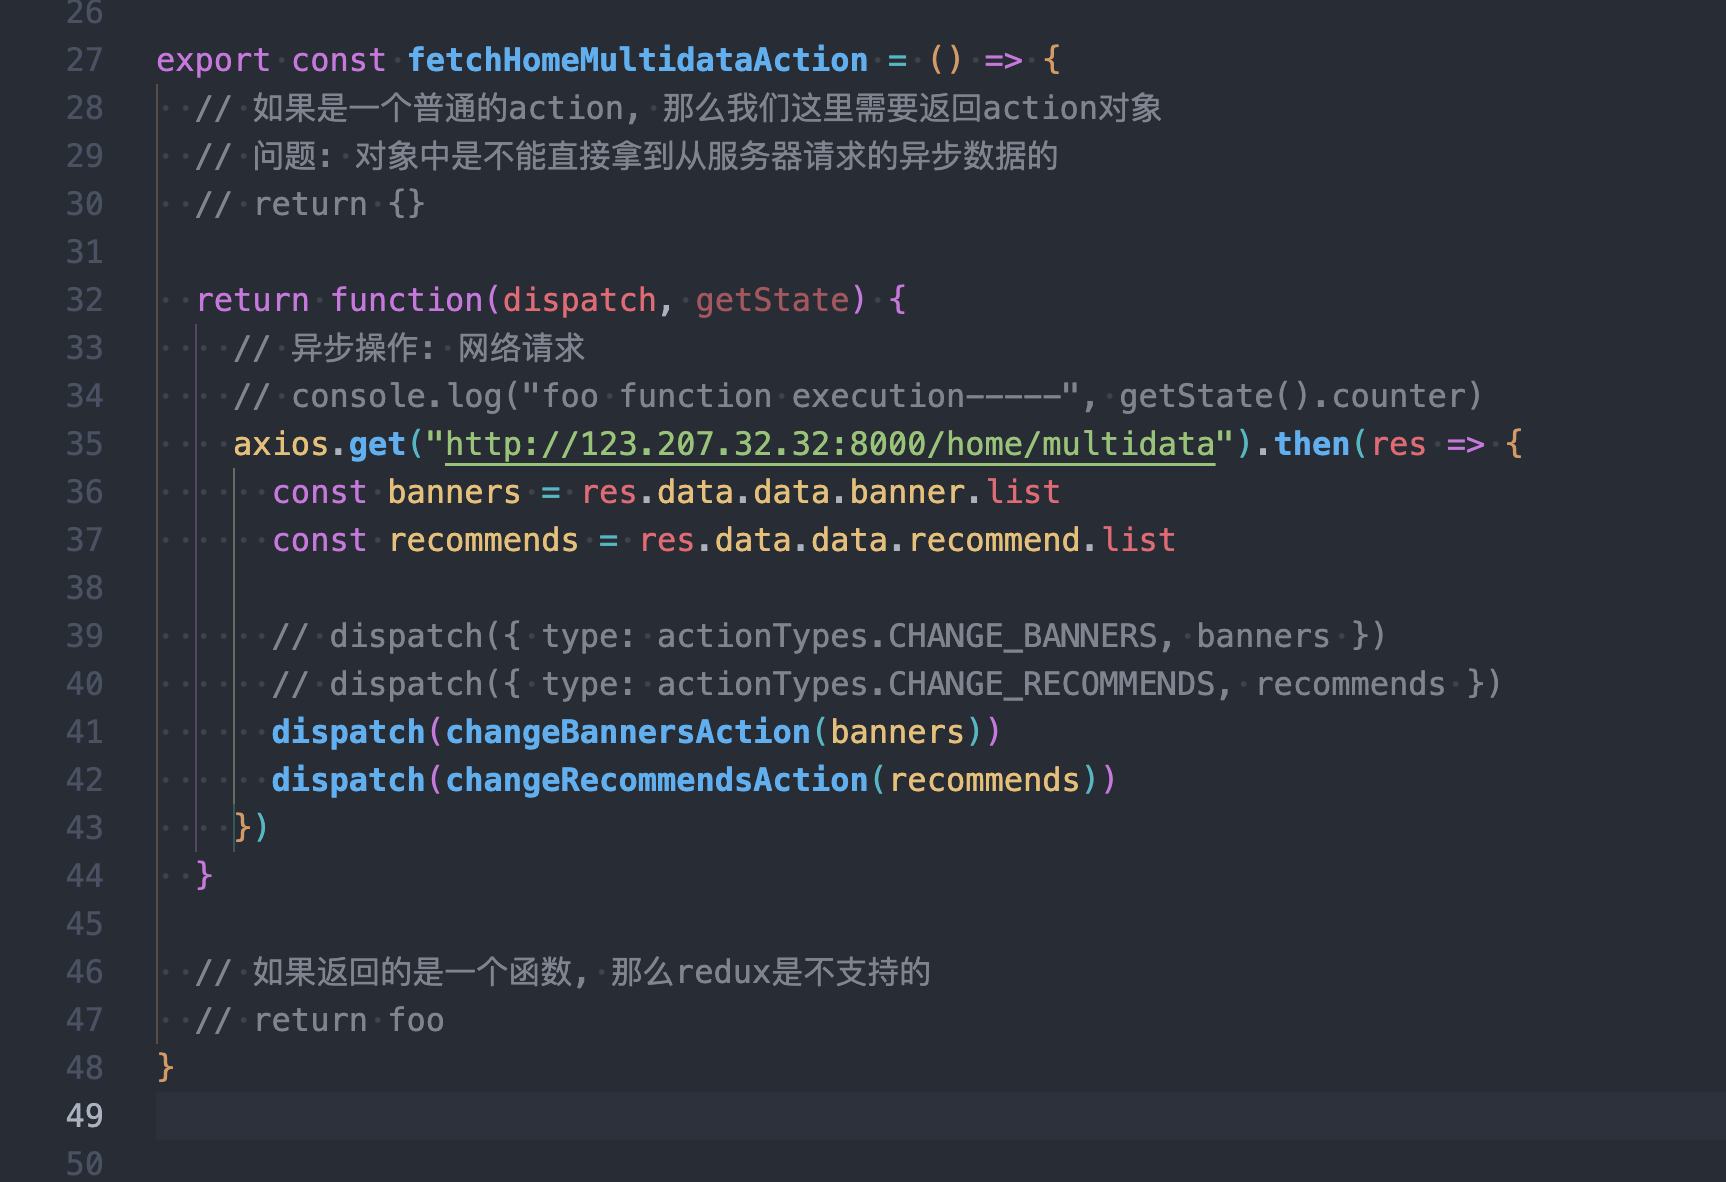 26
27 export const fetchHomeMultidataAction = () => {
28 // 如果是一个普通的action, 那么我们这里需要返回action对象
29 // 问题: 对象中是不能直接拿到从服务器请求的异步数据的
30 // return {}
31
32 return function(dispatch, getState) {
33 // 异步操作: 网络请求
34 // console.log("foo function execution-----", getState().counter)
35 axios.get("http://123.207.32.32:8000/home/multidata").then(res => {
36 const banners = res.data.data.banner.list
37 const recommends = res.data.data.recommend.list
38
39 // dispatch({ type: actionTypes.CHANGE_BANNERS, banners })
40 // dispatch({ type: actionTypes.CHANGE_RECOMMENDS, recommends })
41 dispatch(changeBannersAction(banners))
42 dispatch(changeRecommendsAction(recommends))
43 })
44 }
45
46 // 如果返回的是一个函数, 那么redux是不支持的
47 // return foo
48 }
49
50